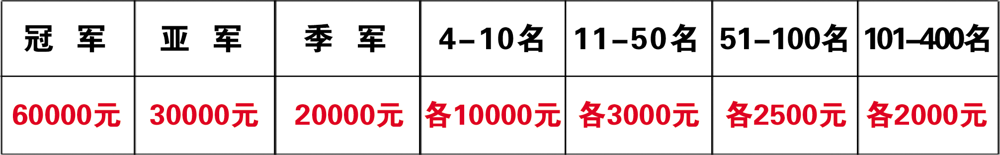 冠 军 亚 军 季 军 4-10名 11-50名 51-100名 101-400名
60000元 30000元 20000元 各10000元 各3000元 各2500元 各2000元